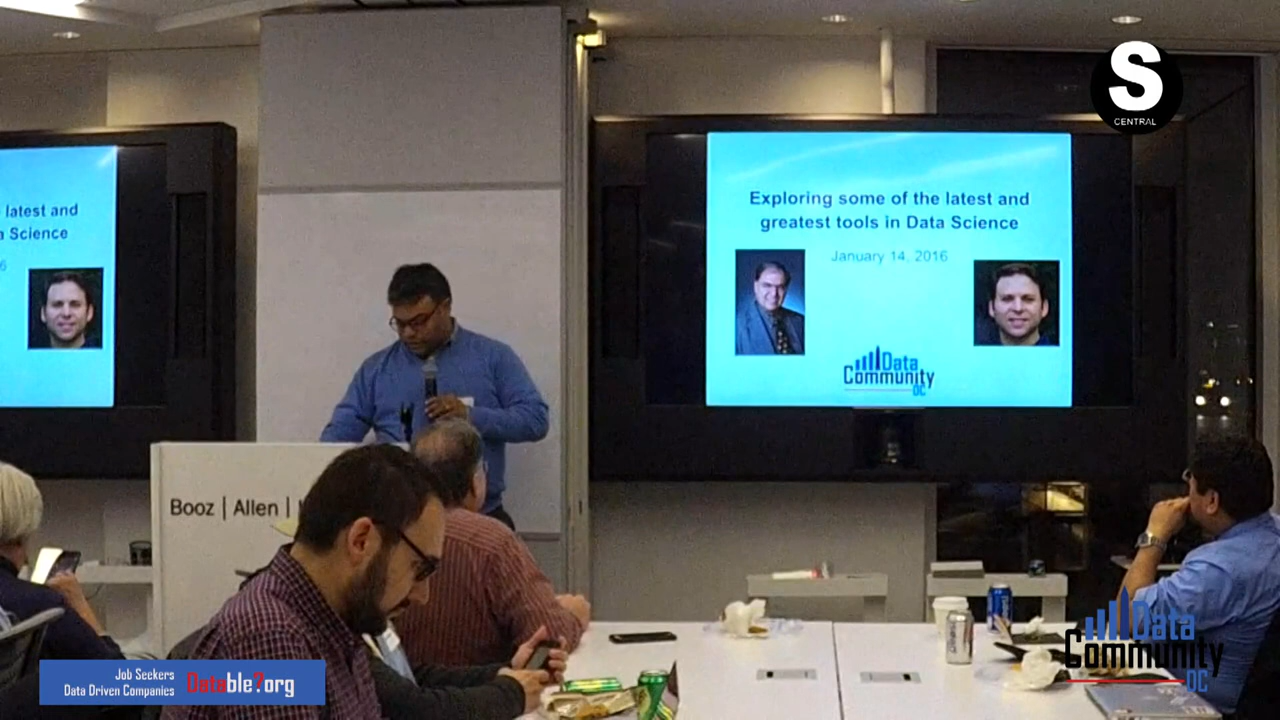 S
CENTRAL
latest and
Science
Exploring some of the latest and
greatest tools in Data Science
January 14, 2016
Data
Community
DC
Booz | Allen |
Job Seekers
Data Driven Companies
Datable?org
Data
Community
DC